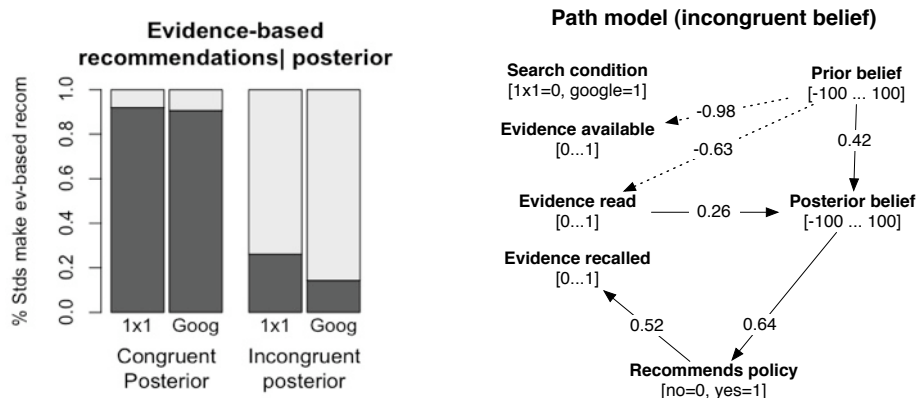 Evidence-based
recommendations| posterior
% Stds make ev-based recom
1.0
0.8
0.6
0.4
0.2
0.0
1x1 Goog 1x1 Goog
Congruent Incongruent
Posterior posterior
Path model (incongruent belief)
Search condition
[1x1=0, google=1]
Prior belief
[-100 ... 100]
-0.98
Evidence available
[0...1]
-0.63
0.42
Evidence read
[0...1]
0.26
Posterior belief
[-100 ... 100]
Evidence recalled
[0...1]
0.52
0.64
Recommends policy
[no=0, yes=1]